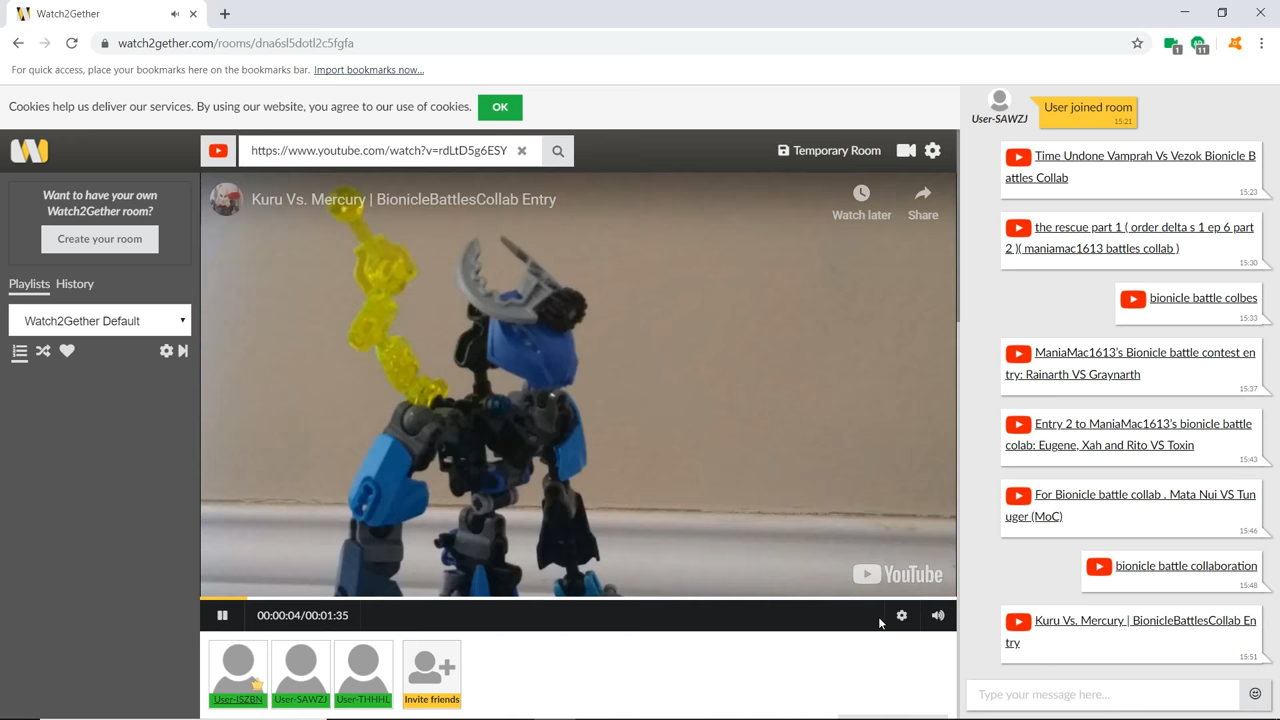 Watch2Gether
watch2gether.com/rooms/dna6sl5dotl2c5fgfa
1
11
For quick access, place your bookmarks here on the bookmarks bar. Import bookmarks now...
Cookies help us deliver our services. By using our website, you agree to our use of cookies. OK
https://www.youtube.com/watch?v=rdLtD5g6ESY
Temporary Room
Want to have your own
Watch2Gether room?
Create your room
Playlists History
Watch2Gether Default
Kuru Vs. Mercury | BionicleBattlesCollab Entry
Watch later
Share
YouTube
00:00:04/00:01:35
User-ISZBN
User-SAWZJ
User-THHHL
Invite friends
User-SAWZJ
User joined room
15:21
Time Undone Vamprah Vs Vezok Bionicle B
attles Collab
15:23
the rescue part 1 ( order delta s 1 ep 6 part
2 )( maniamac1613 battles collab )
15:30
bionicle battle colbes
15:33
ManiaMac1613's Bionicle battle contest en
try: Rainarth VS Graynarth
15:37
Entry 2 to ManiaMac1613's bionicle battle
colab: Eugene, Xah and Rito VS Toxin
15:43
For Bionicle battle collab . Mata Nui VS Tun
uger (MoC)
15:46
bionicle battle collaboration
15:48
Kuru Vs. Mercury | BionicleBattlesCollab En
try
15:51
Type your message here...